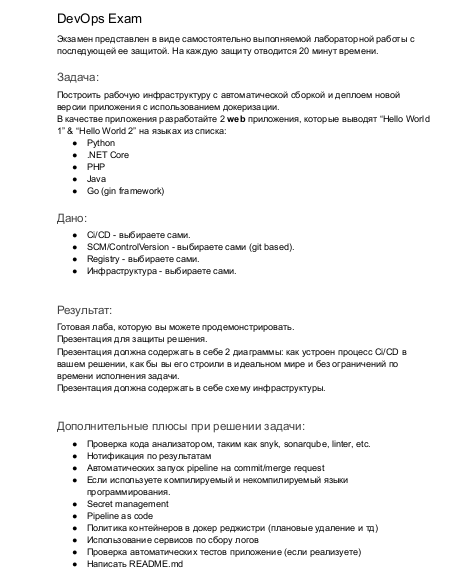 DevOps Exam
Экзамен представлен в виде самостоятельно выполняемой лабораторной работы с
последующей ее защитой. На каждую защиту отводится 20 минут времени.
Задача:
Построить рабочую инфраструктуру с автоматической сборкой и деплоем новой
версии приложения с использованием докеризации.
В качестве приложения разработайте 2 web приложения, которые выводят “Hello World
1” & “Hello World 2” на языках из списка:
● Python
● .NET Core
● PHP
● Java
● Go (gin framework)
Дано:
● Ci/CD - выбираете сами.
● SCM/ControlVersion - выбираете сами (git based).
● Registry - выбираете сами.
● Инфраструктура - выбираете сами.
Результат:
Готовая лаба, которую вы можете продемонстрировать.
Презентация для защиты решения.
Презентация должна содержать в себе 2 диаграммы: как устроен процесс Ci/CD в
вашем решении, как бы вы его строили в идеальном мире и без ограничений по
времени исполнения задачи.
Презентация должна содержать в себе схему инфраструктуры.
Дополнительные плюсы при решении задачи:
● Проверка кода анализатором, таким как snyk, sonarqube, linter, etc.
● Нотификация по результатам
● Автоматических запуск pipeline на commit/merge request
● Если используете компилируемый и некомпилируемый языки
программирования.
● Secret management
● Pipeline as code
● Политика контейнеров в докер реджистри (плановые удаление и тд)
● Использование сервисов по сбору логов
● Проверка автоматических тестов приложение (если реализуете)
● Написать README.md